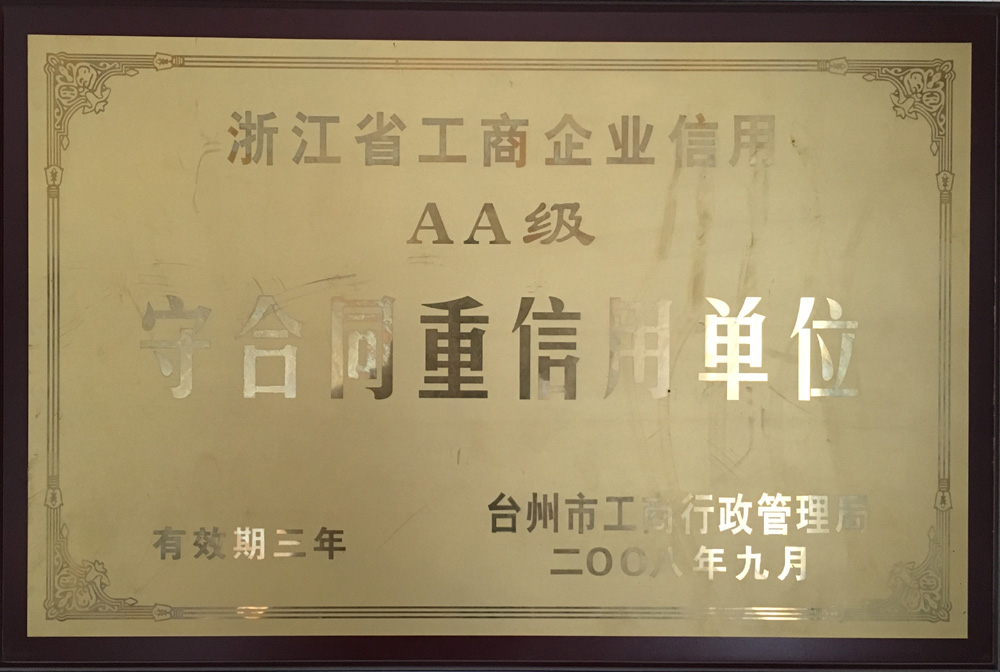 浙江省工商企业信用
AA级
守合同重信用单位
有效期三年
台州市工商行政管理局
二〇〇八年九月